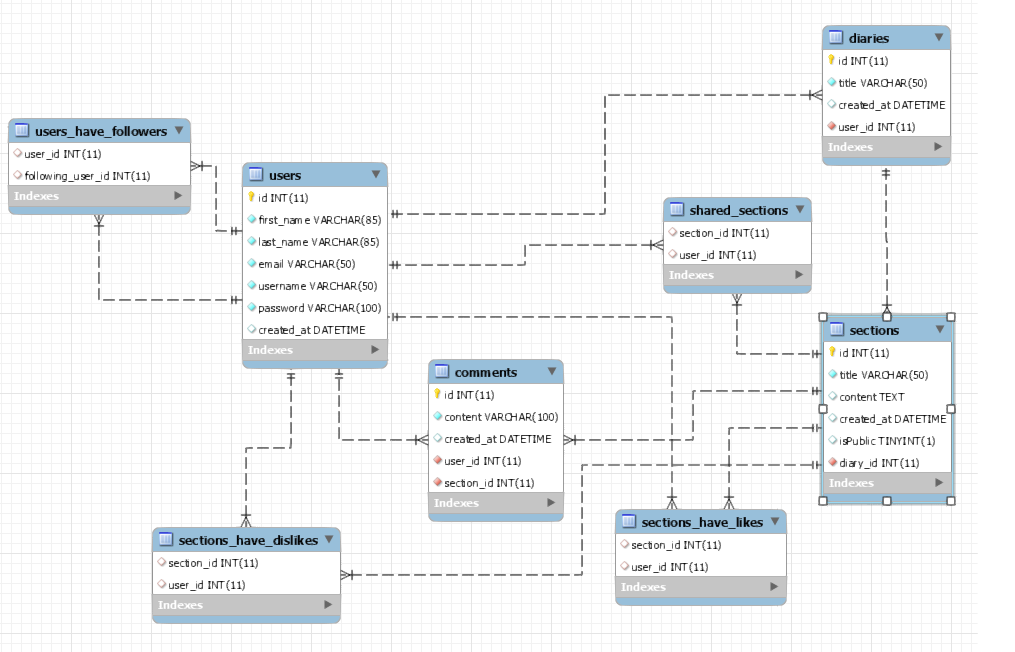 diaries
id INT(11)
title VARCHAR(50)
created_at DATETIME
user_id INT(11)
Indexes
users_have_followers
user_id INT(11)
following_user_id INT(11)
Indexes
users
id INT(11)
first_name VARCHAR(85)
last_name VARCHAR(85)
email VARCHAR(50)
username VARCHAR(50)
password VARCHAR(100)
created_at DATETIME
Indexes
shared_sections
section_id INT(11)
user_id INT(11)
Indexes
sections
id INT(11)
title VARCHAR(50)
content TEXT
created_at DATETIME
isPublic TINYINT(1)
diary_id INT(11)
Indexes
comments
id INT(11)
content VARCHAR(100)
created_at DATETIME
user_id INT(11)
section_id INT(11)
Indexes
sections_have_likes
section_id INT(11)
user_id INT(11)
Indexes
sections_have_dislikes
section_id INT(11)
user_id INT(11)
Indexes